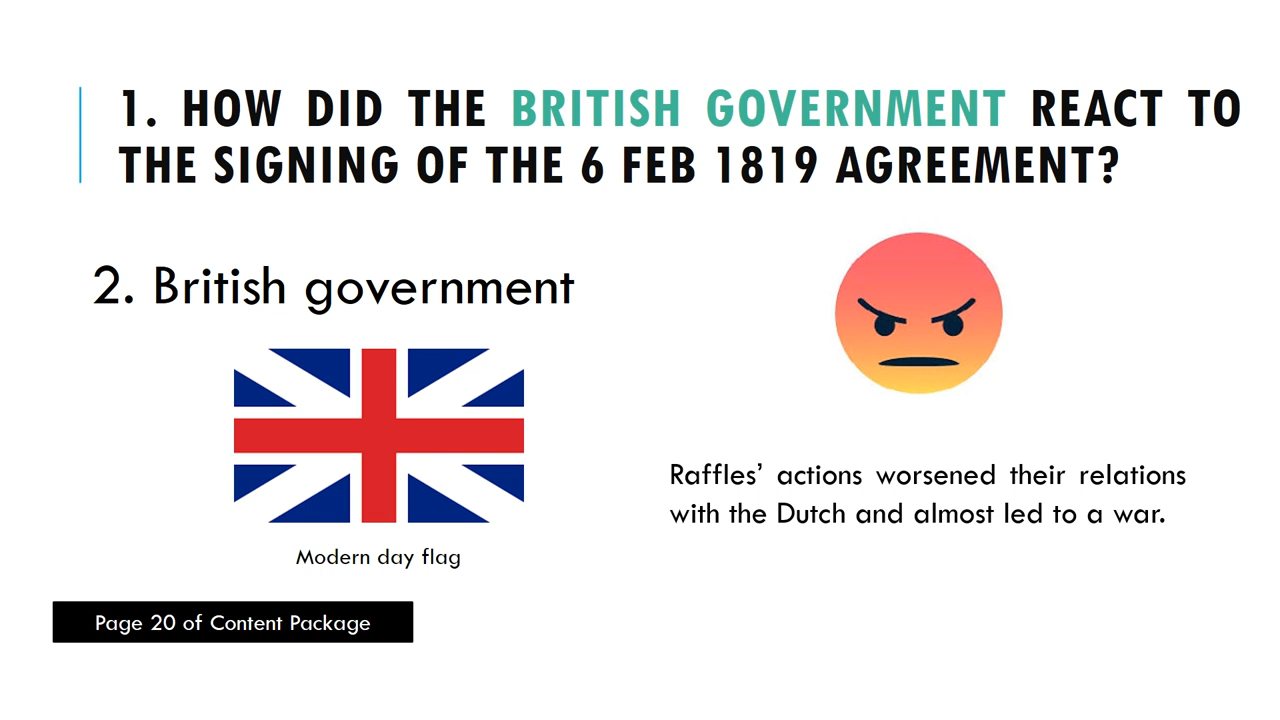 1. HOW DID THE BRITISH GOVERNMENT REACT TO
THE SIGNING OF THE 6 FEB 1819 AGREEMENT?
2. British government
Modern day flag
Raffles’ actions worsened their relations
with the Dutch and almost led to a war.
Page 20 of Content Package